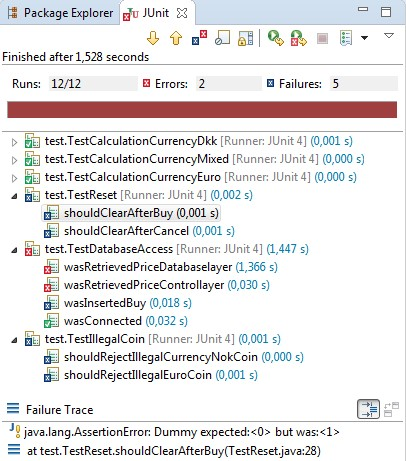 Package Explorer JUnit
Finished after 1,528 seconds
Runs: 12/12 Errors: 2 Failures: 5
test.TestCalculationCurrencyDkk [Runner: JUnit 4] (0,001 s)
test.TestCalculationCurrencyMixed [Runner: JUnit 4] (0,000 s)
test.TestCalculationCurrencyEuro [Runner: JUnit 4] (0,000 s)
test.TestReset [Runner: JUnit 4] (0,002 s)
shouldClearAfterBuy (0,001 s)
shouldClearAfterCancel (0,001 s)
test.TestDatabaseAccess [Runner: JUnit 4] (1,447 s)
wasRetrievedPriceDatabaselayer (1,366 s)
wasRetrievedPriceControllayer (0,030 s)
wasInsertedBuy (0,018 s)
wasConnected (0,032 s)
test.TestIllegalCoin [Runner: JUnit 4] (0,001 s)
shouldRejectIllegalCurrencyNokCoin (0,000 s)
shouldRejectIllegalEuroCoin (0,001 s)
Failure Trace
java.lang.AssertionError: Dummy expected:<0> but was:<1>
at test.TestReset.shouldClearAfterBuy(TestReset.java:28)